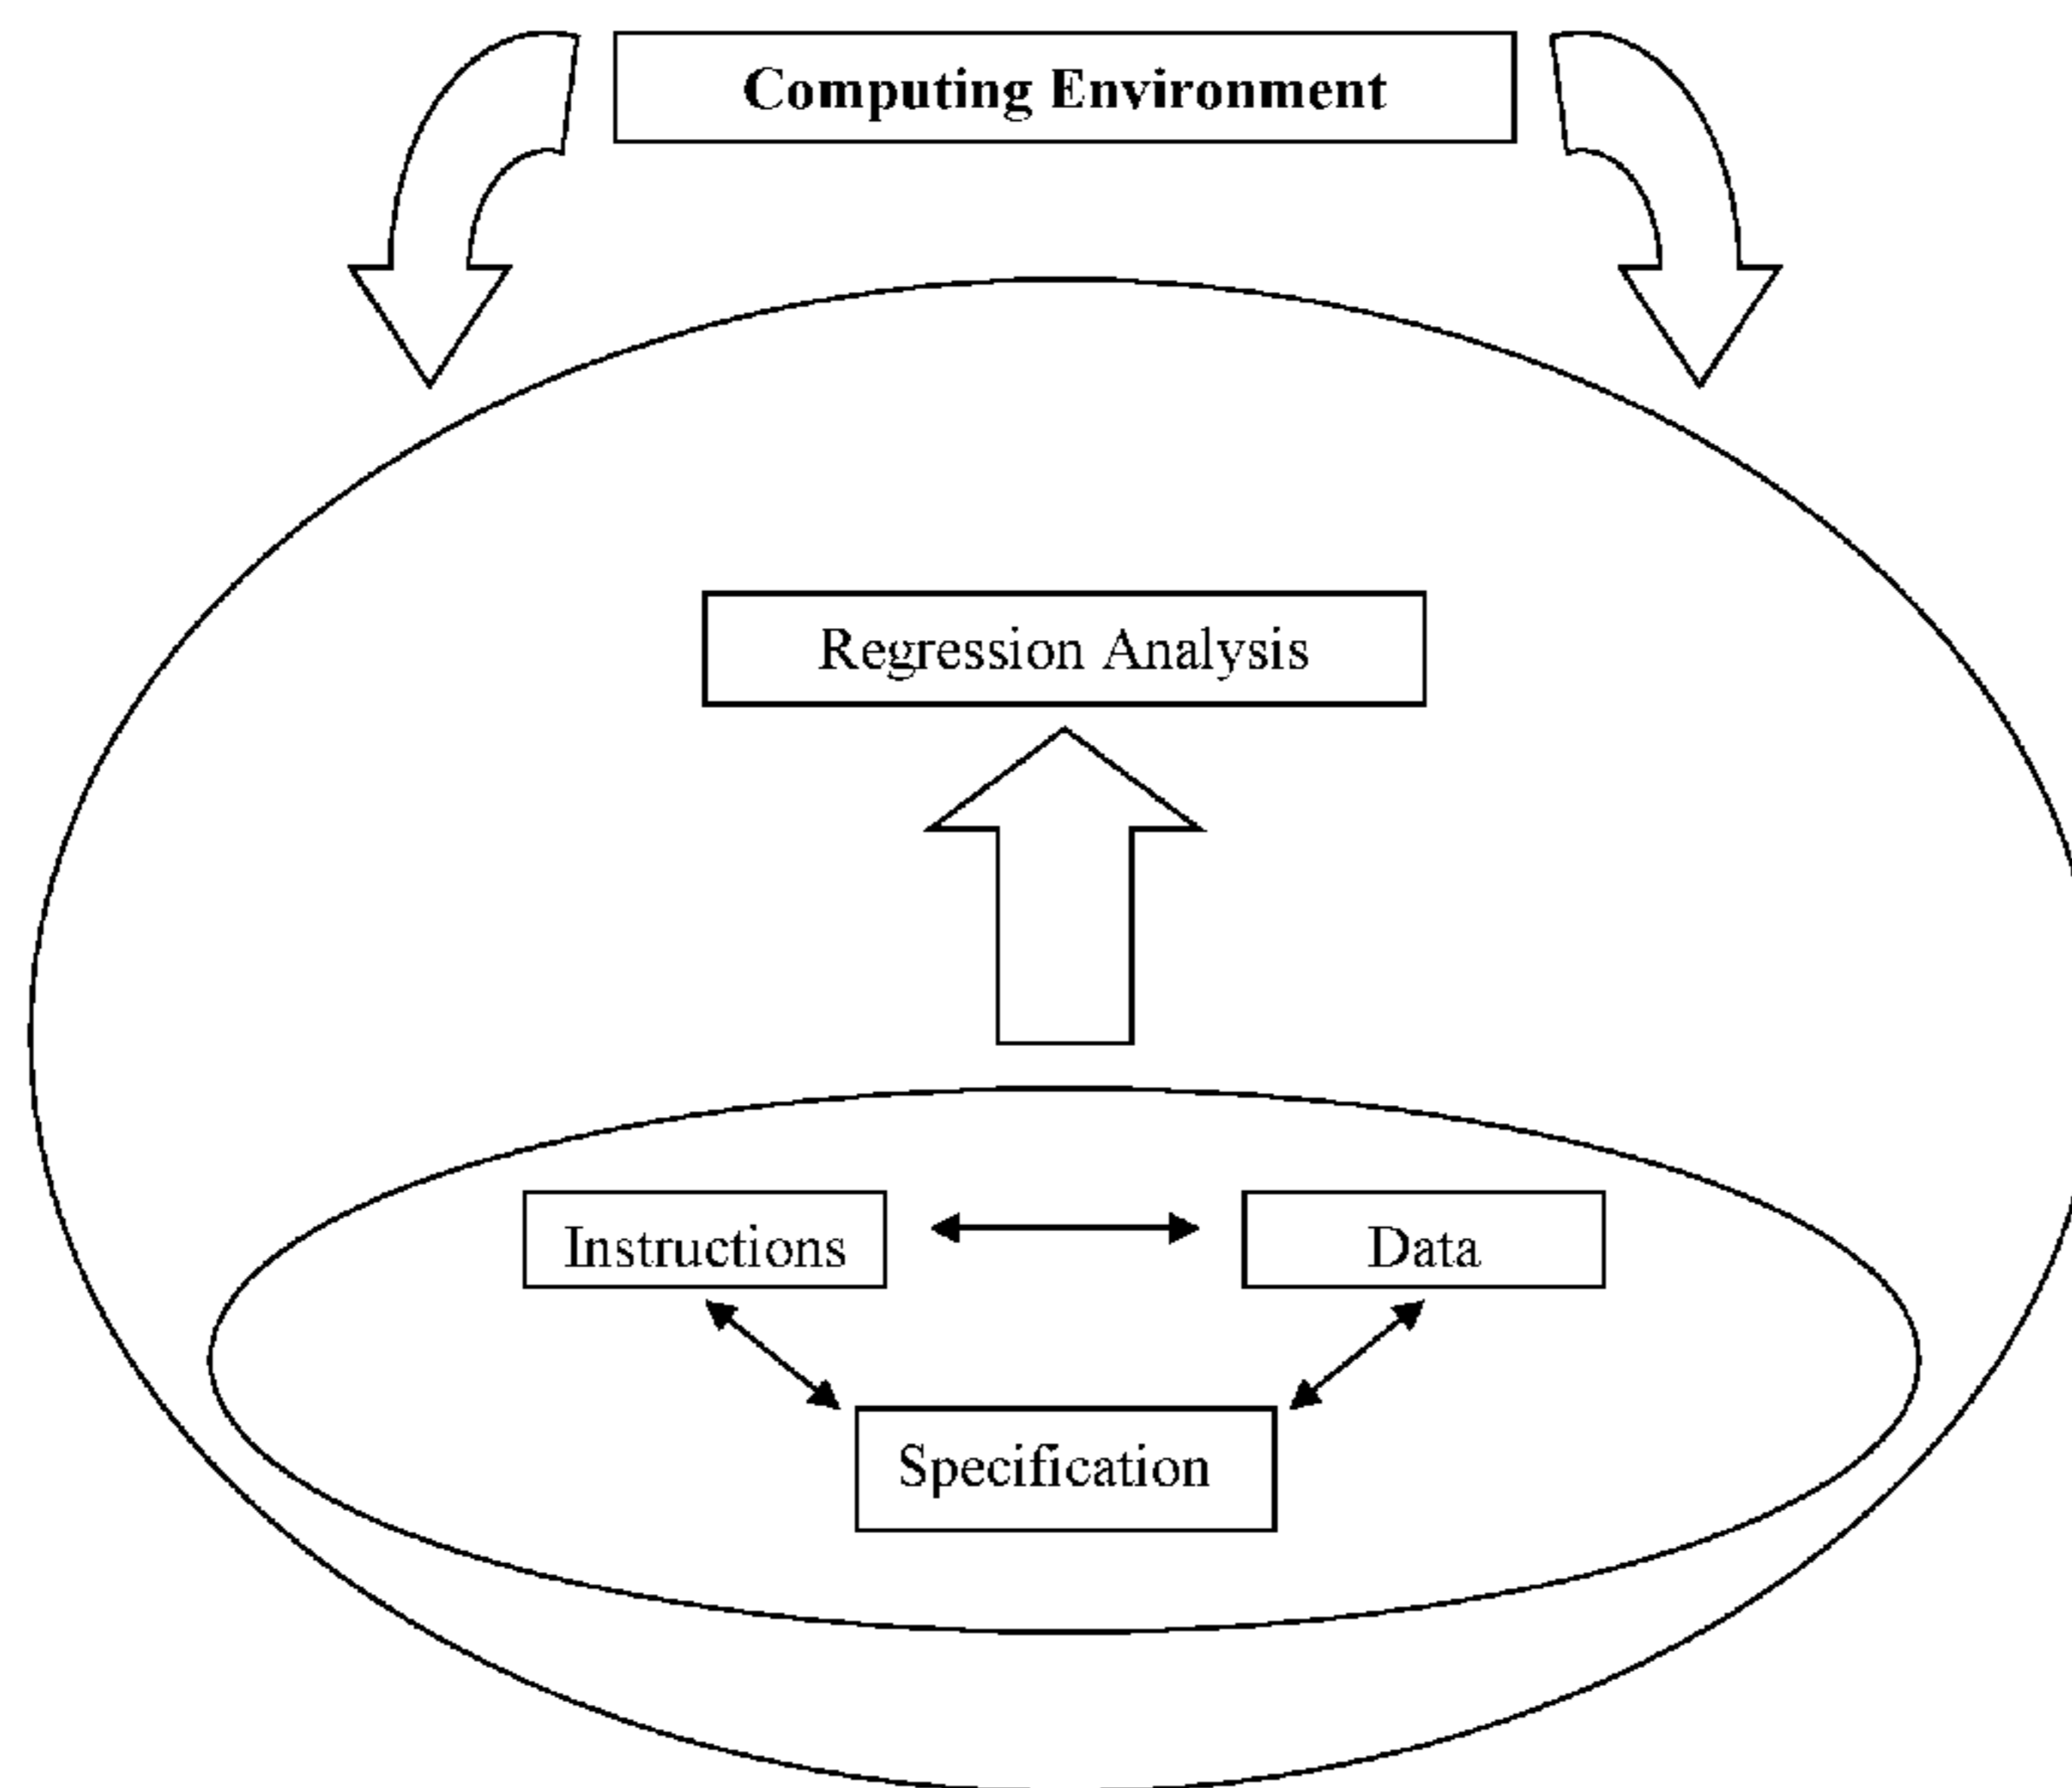 Computing Environment
Regression Analysis
Instructions
Data
Specification